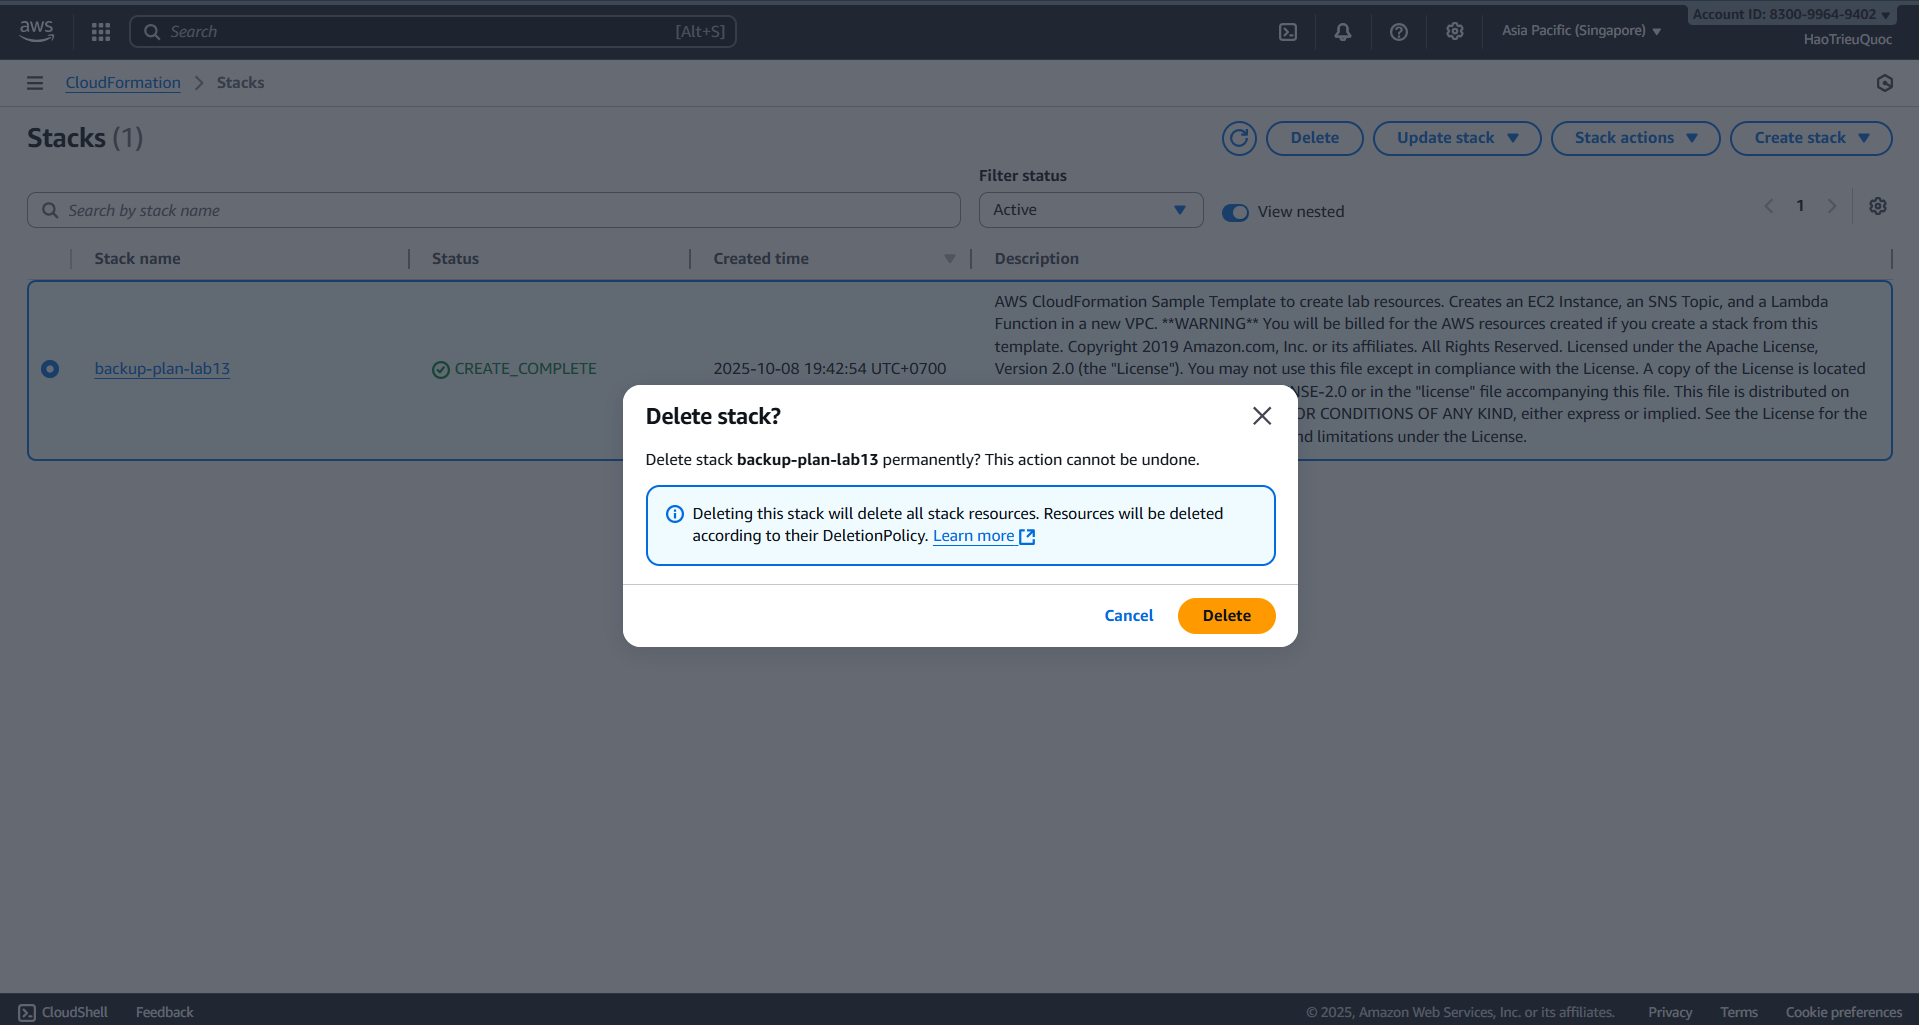 aws
Search
[Alt+S]
Asia Pacific (Singapore)
Account ID: 8300-9964-9402
HaoTrieuQuoc
CloudFormation
Stacks
Stacks (1)
Delete
Update stack
Stack actions
Create stack
Filter status
Search by stack name
Active
View nested
1
Stack name
Status
Created time
Description
backup-plan-lab13
CREATE_COMPLETE
2025-10-08 19:42:54 UTC+0700
AWS CloudFormation Sample Template to create lab resources. Creates an EC2 Instance, an SNS Topic, and a Lambda
Function in a new VPC. **WARNING** You will be billed for the AWS resources created if you create a stack from this
template. Copyright 2019 Amazon.com, Inc. or its affiliates. All Rights Reserved. Licensed under the Apache License,
Version 2.0 (the "License"). You may not use this file except in compliance with the License. A copy of the License is located
NSE-2.0 or in the "license" file accompanying this file. This file is distributed on
OR CONDITIONS OF ANY KIND, either express or implied. See the License for the
nd limitations under the License.
Delete stack?
Delete stack backup-plan-lab13 permanently? This action cannot be undone.
Deleting this stack will delete all stack resources. Resources will be deleted
according to their DeletionPolicy. Learn more
Cancel
Delete
CloudShell
Feedback
© 2025, Amazon Web Services, Inc. or its affiliates.
Privacy
Terms
Cookie preferences